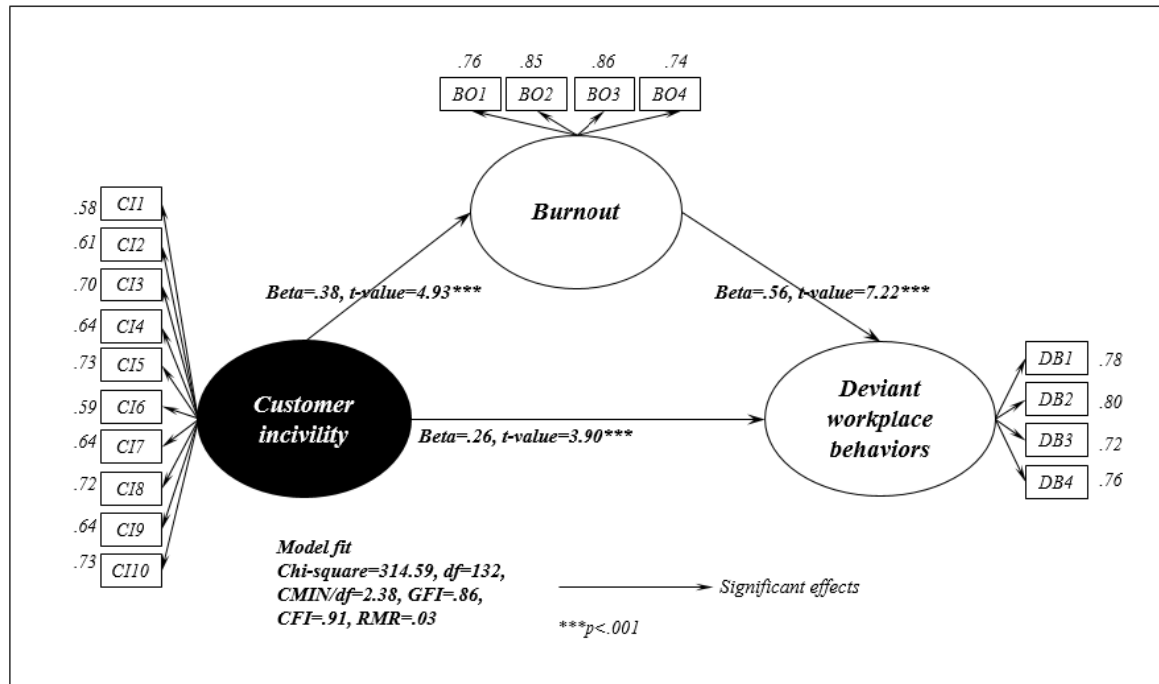 .76 .85 .86 .74
BO1 BO2 BO3 BO4
Burnout
.58 CI1
.61 CI2
.70 CI3
.64 CI4
.73 CI5
.59 CI6
.64 CI7
.72 CI8
.64 CI9
.73 CI10
Beta=.38, t-value=4.93***
Beta=.56, t-value=7.22***
Customer
incivility
Beta=.26, t-value=3.90***
Deviant
workplace
behaviors
DB1 .78
DB2 .80
DB3 .72
DB4 .76
Model fit
Chi-square=314.59, df=132,
CMIN/df=2.38, GFI=.86,
CFI=.91, RMR=.03
Significant effects
***p<.001